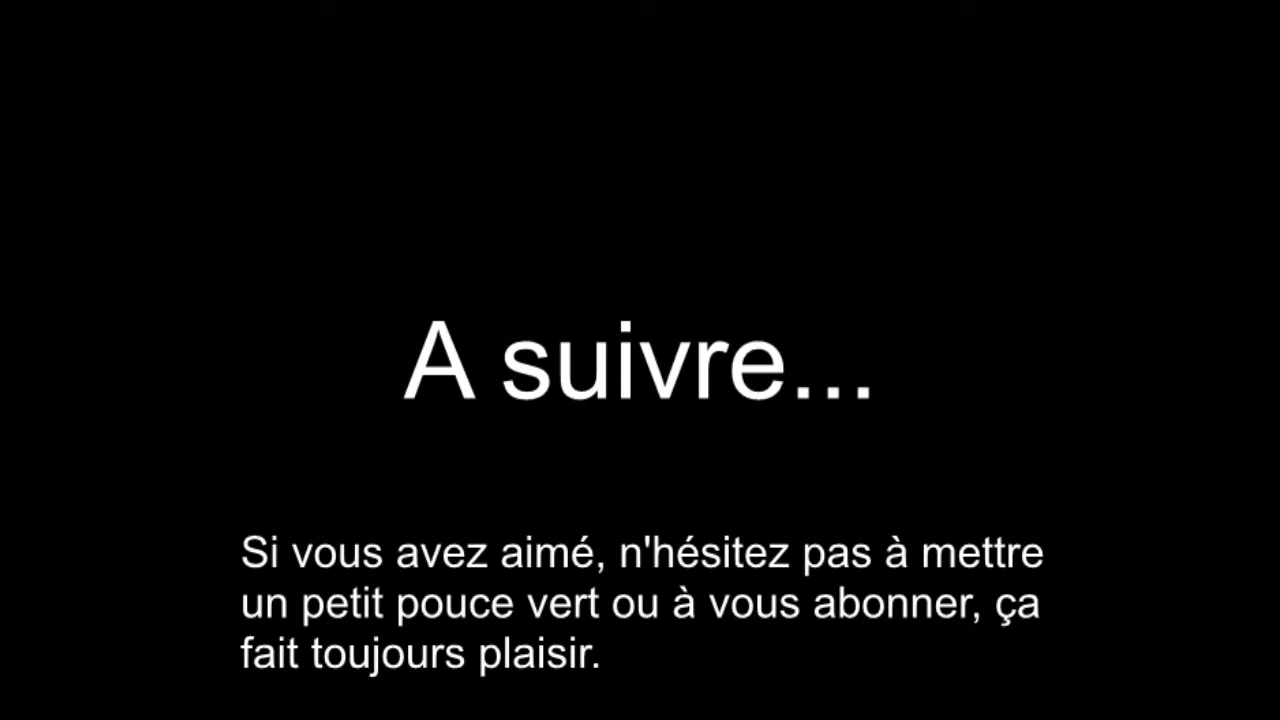 A suivre...
Si vous avez aimé, n'hésitez pas à mettre
un petit pouce vert ou à vous abonner, ça
fait toujours plaisir.